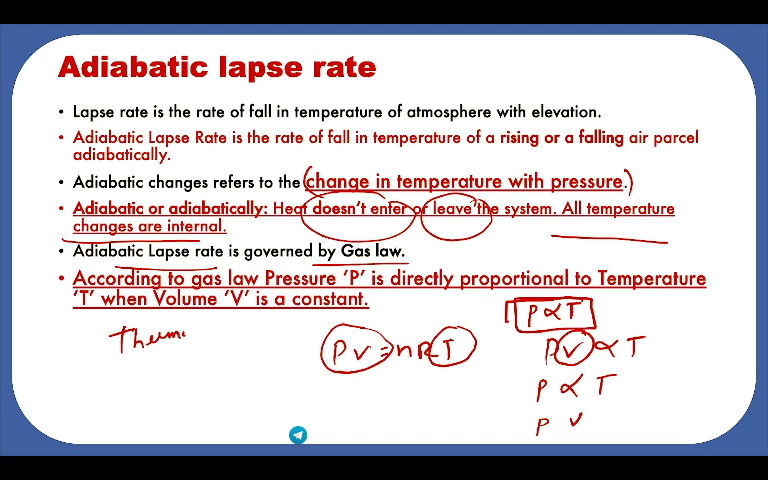 Adiabatic lapse rate
• Lapse rate is the rate of fall in temperature of atmosphere with elevation.
• Adiabatic Lapse Rate is the rate of fall in temperature of a rising or a falling air parcel
adiabatically.
• Adiabatic changes refers to the (change in temperature with pressure.)
• Adiabatic or adiabatically: Heat doesn't enter or leave the system. All temperature
changes are internal.
• Adiabatic Lapse rate is governed by Gas law.
• According to gas law Pressure 'P' is directly proportional to Temperature
'T' when Volume 'V' is a constant.
P ∝ T
Therm
PV = nRT
PV ∝ T
P ∝ T
P V